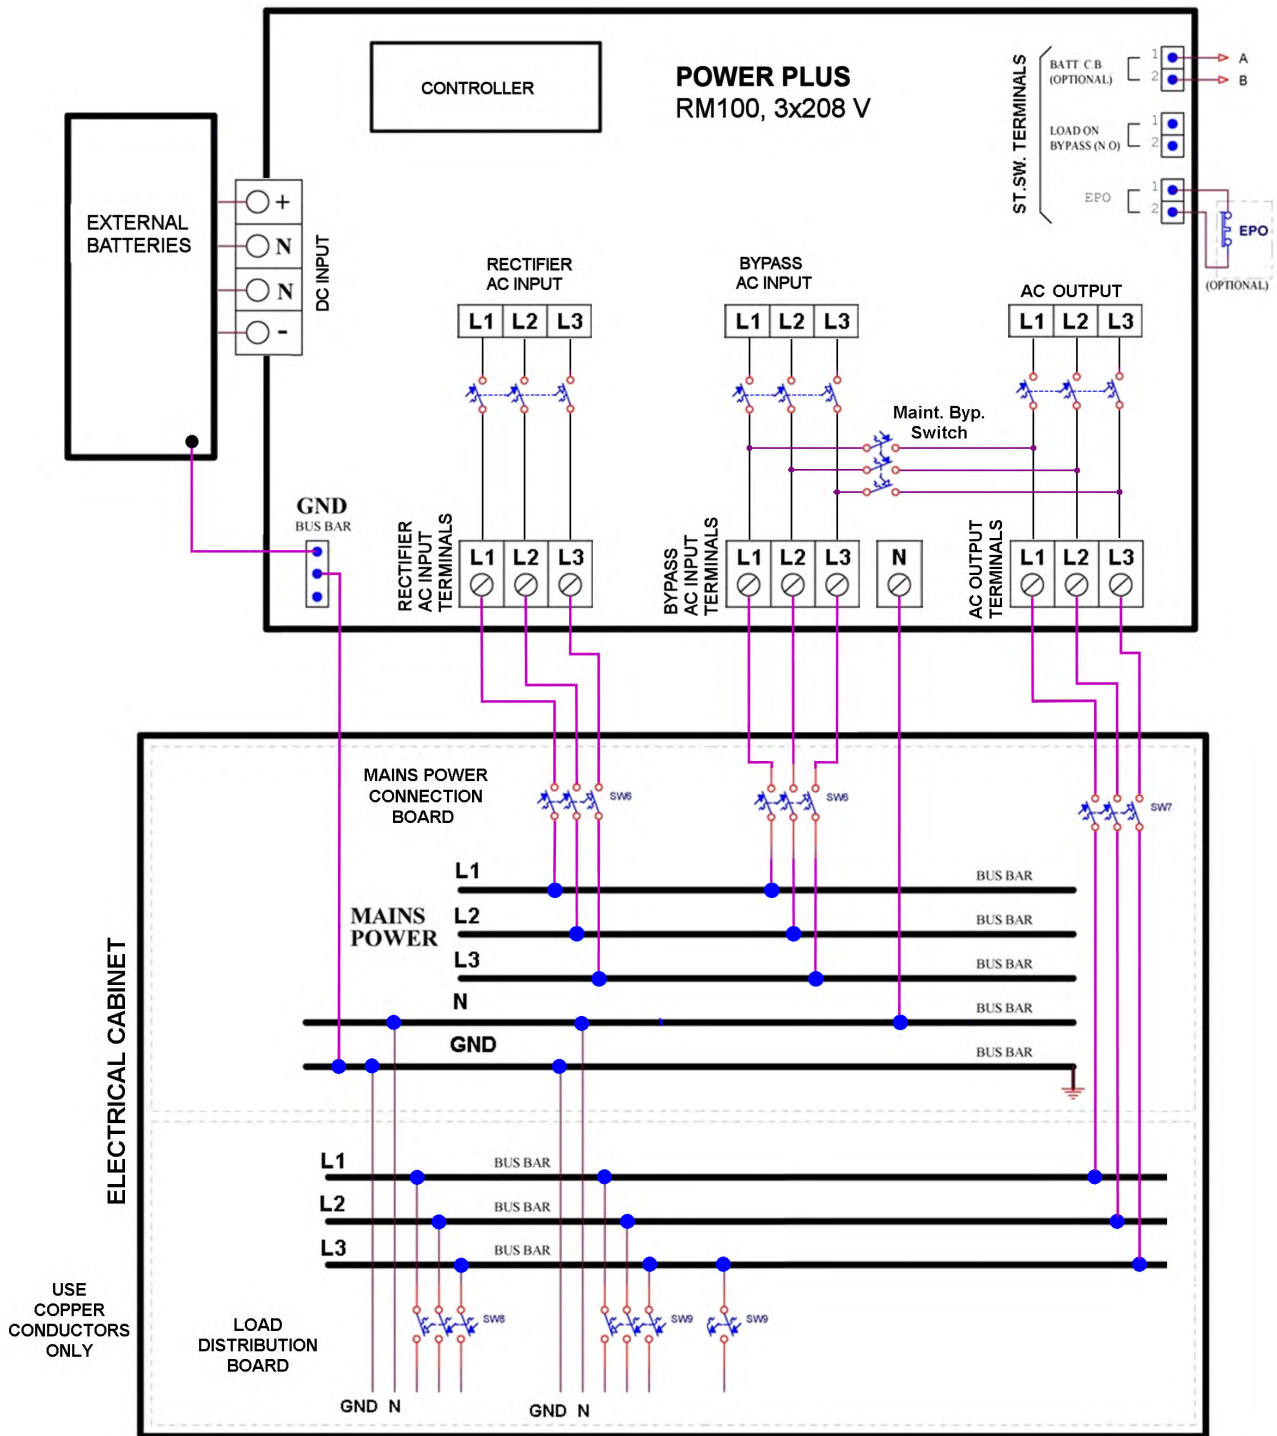 CONTROLLER
POWER PLUS
RM100, 3x208 V
ST.SW. TERMINALS
BATT. C.B.
(OPTIONAL)
1
2
A
B
LOAD ON
BYPASS (N.O)
1
2
EPO
1
2
EPO
(OPTIONAL)
EXTERNAL
BATTERIES
+
N
N
-
DC INPUT
RECTIFIER
AC INPUT
L1 L2 L3
BYPASS
AC INPUT
L1 L2 L3
AC OUTPUT
L1 L2 L3
Maint. Byp.
Switch
GND
BUS BAR
RECTIFIER
AC INPUT
TERMINALS
L1 L2 L3
BYPASS
AC INPUT
TERMINALS
L1 L2 L3
N
AC OUTPUT
TERMINALS
L1 L2 L3
ELECTRICAL CABINET
MAINS POWER
CONNECTION
BOARD
SW6
SW6
SW7
MAINS
POWER
L1
BUS BAR
L2
BUS BAR
L3
BUS BAR
N
BUS BAR
GND
BUS BAR
L1
BUS BAR
L2
L3
BUS BAR
USE
COPPER
CONDUCTORS
ONLY
LOAD
DISTRIBUTION
BOARD
SW8
SW9
SW9
GND N
GND N